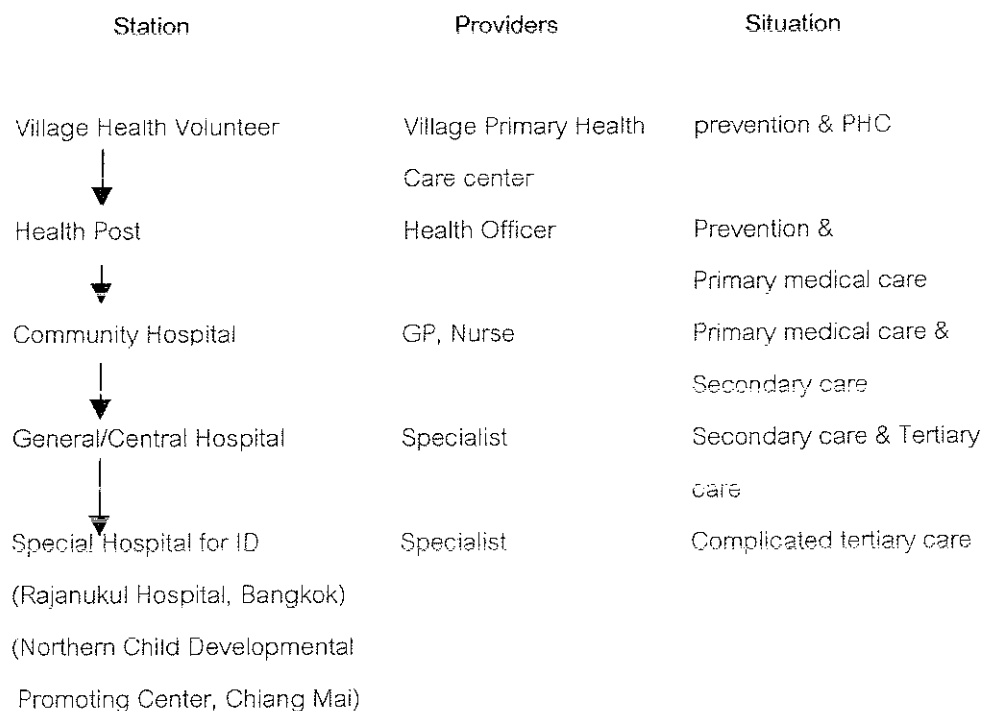 Station Providers Situation
Village Health Volunteer Village Primary Health prevention & PHC
Care center
Health Post Health Officer Prevention &
Primary medical care
Community Hospital GP, Nurse Primary medical care &
Secondary care
General/Central Hospital Specialist Secondary care & Tertiary
care
Special Hospital for ID Specialist Complicated tertiary care
(Rajanukul Hospital, Bangkok)
(Northern Child Developmental
Promoting Center, Chiang Mai)